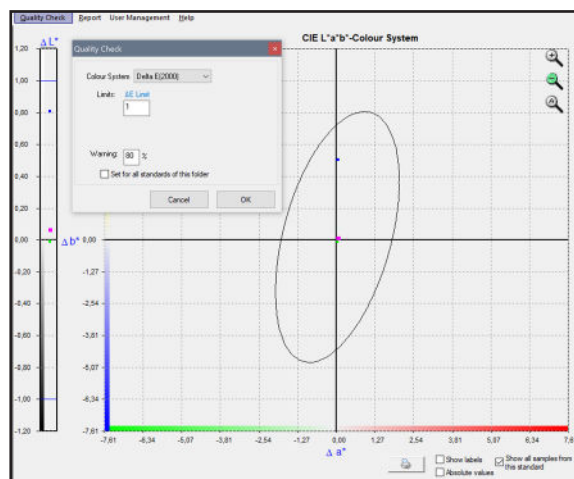 Quality Check Report User Management Help
Δ L*
CIE L*a*b*-Colour System
1,20
1,00
0,80
0,60
0,40
0,20
0,00
-0,20
-0,40
-0,60
-0,80
-1,00
-1,20
Quality Check
×
Colour System Delta E(2000)
Limits: ΔE Limit
1
Warning: 80 %
Set for all standards of this folder
Cancel OK
Δ b*
0,00
-1,27
-2,54
-3,81
-5,07
-6,34
-7,61
-7,61 -6,34 -5,07 -3,81 -2,54 -1,27 0,00 1,27 2,54 3,81 5,07 6,34 7,6
Δ a*
Show labels
Absolute values
Show all samples from
this standard